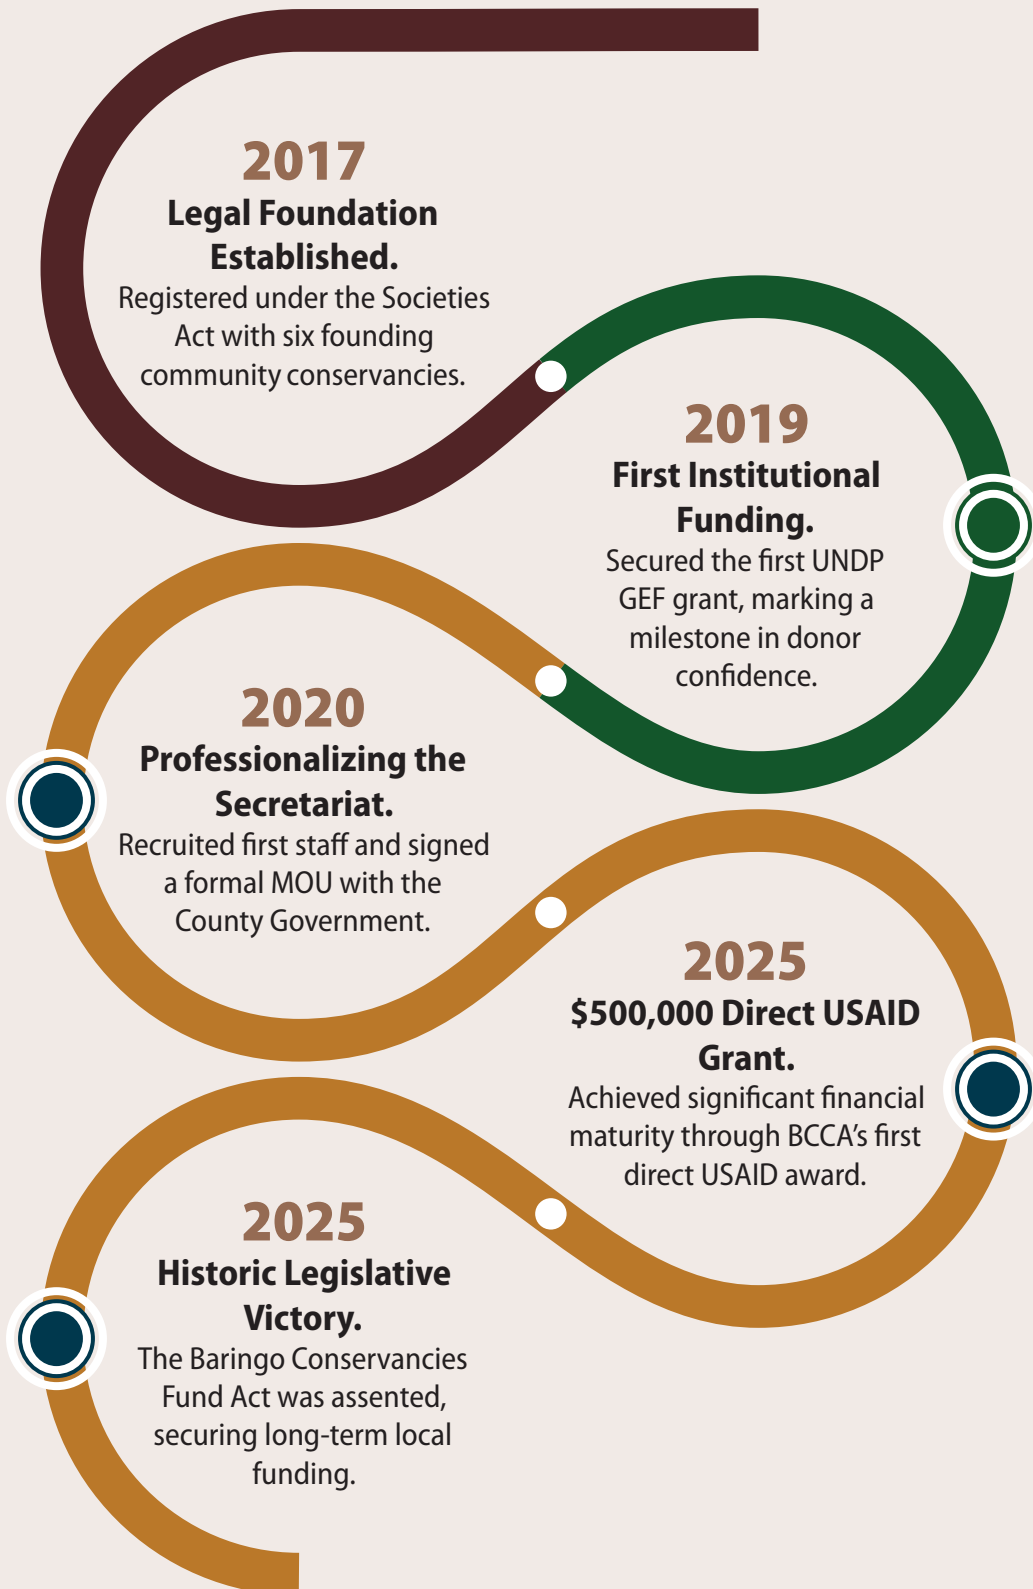 2017
Legal Foundation
Established.
Registered under the Societies
Act with six founding
community conservancies.
2019
First Institutional
Funding.
Secured the first UNDP
GEF grant, marking a
milestone in donor
confidence.
2020
Professionalizing the
Secretariat.
Recruited first staff and signed
a formal MOU with the
County Government.
2025
$500,000 Direct USAID
Grant.
Achieved significant financial
maturity through BCCA’s first
direct USAID award.
2025
Historic Legislative
Victory.
The Baringo Conservancies
Fund Act was assented,
securing long-term local
funding.